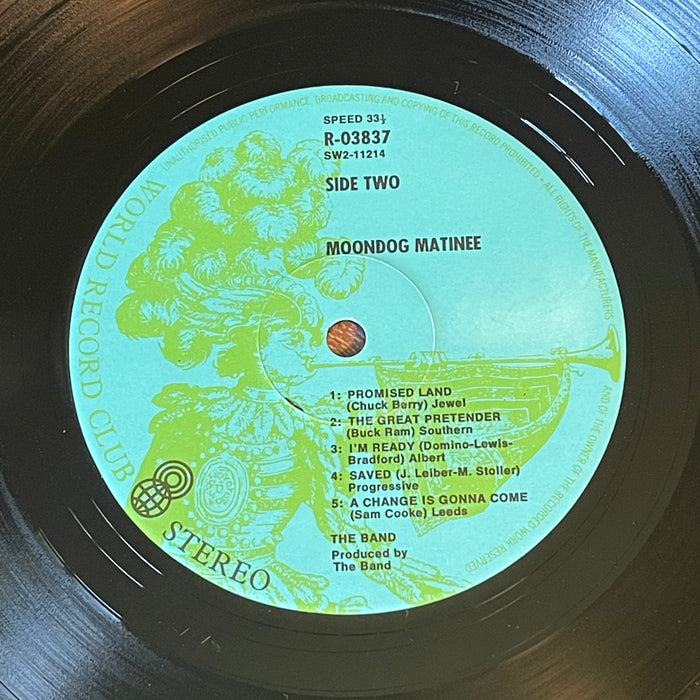 UNAUTHORISED PUBLIC PERFORMANCE, BROADCASTING AND COPYING OF THIS RECORD PROHIBITED • ALL RIGHTS OF THE MANUFACTURERS AND OF THE OWNER OF THE RECORDED WORK RESERVED
SPEED 33⅓
R-03837
SW2-11214
SIDE TWO
MOONDOG MATINEE
WORLD RECORD CLUB
1: PROMISED LAND
(Chuck Berry) Jewel
2: THE GREAT PRETENDER
(Buck Ram) Southern
3: I'M READY (Domino-Lewis-
Bradford) Albert
4: SAVED (J. Leiber-M. Stoller)
Progressive
5: A CHANGE IS GONNA COME
(Sam Cooke) Leeds
THE BAND
Produced by
The Band
STEREO